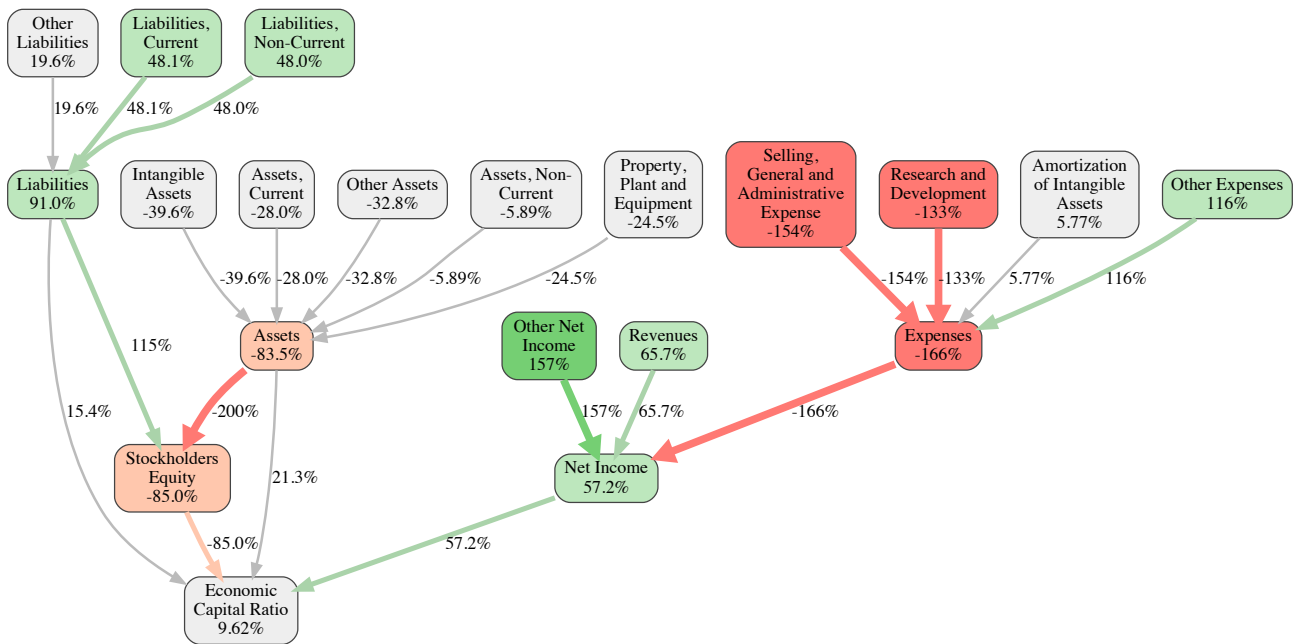 Other
Liabilities
19.6%
Liabilities,
Current
48.1%
Liabilities,
Non-Current
48.0%
19.6%
48.1%
48.0%
Liabilities
91.0%
Intangible
Assets
-39.6%
Assets,
Current
-28.0%
Other Assets
-32.8%
Assets, Non-
Current
-5.89%
Property,
Plant and
Equipment
-24.5%
Selling,
General and
Administrative
Expense
-154%
Research and
Development
-133%
Amortization
of Intangible
Assets
5.77%
Other Expenses
116%
-39.6%
-28.0%
-32.8%
-5.89%
-24.5%
-154%
-133%
5.77%
116%
115%
Assets
-83.5%
Other Net
Income
157%
Revenues
65.7%
Expenses
-166%
15.4%
-200%
21.3%
157%
65.7%
-166%
Stockholders
Equity
-85.0%
Net Income
57.2%
-85.0%
57.2%
Economic
Capital Ratio
9.62%